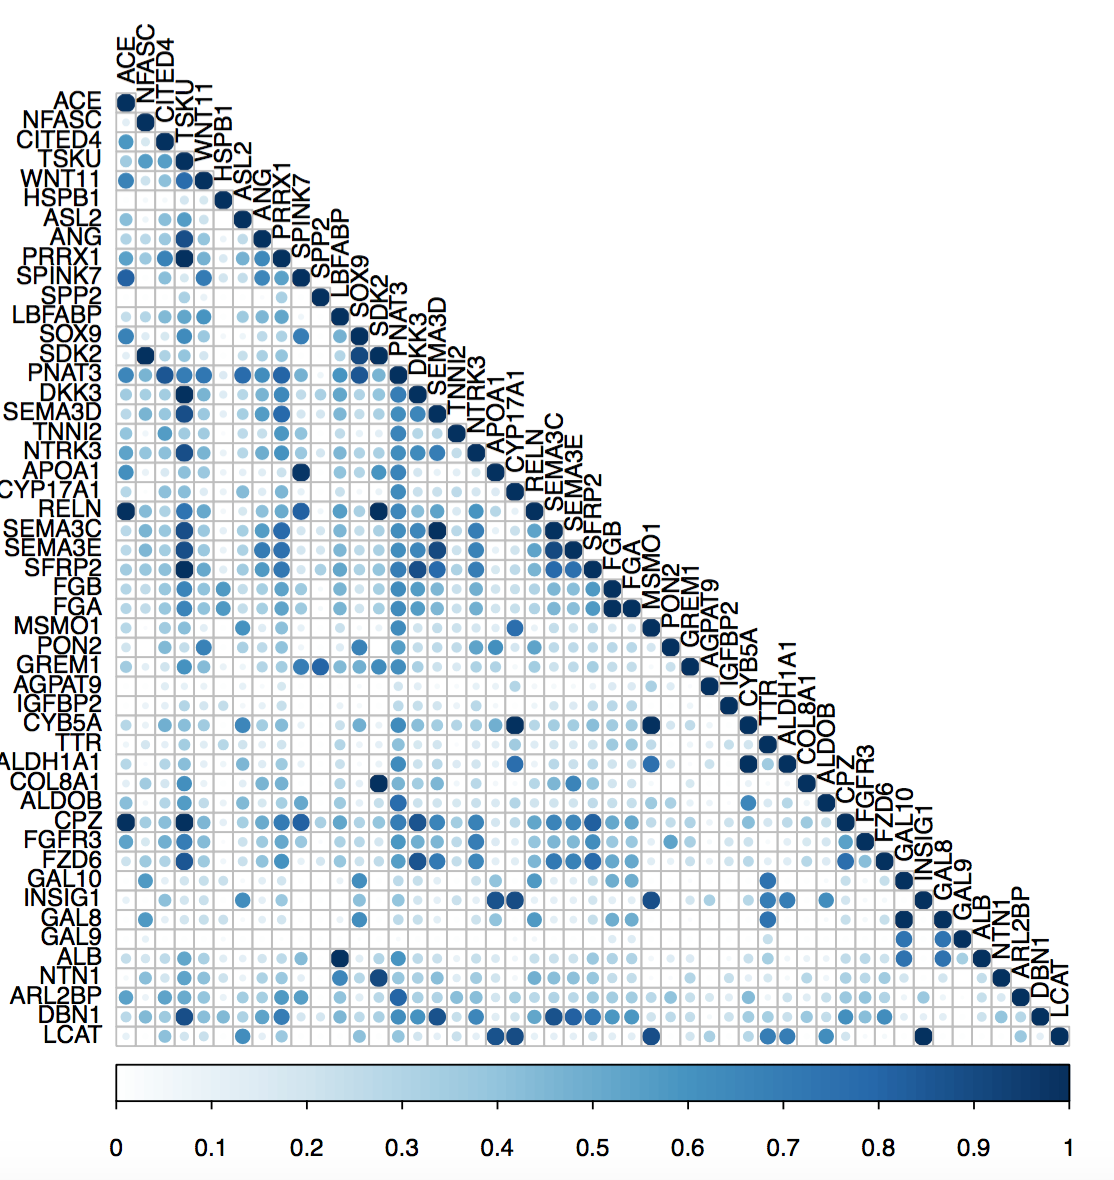 ACE
NFASC
CITED4
TSKU
WNT11
HSPB1
ASL2
ANG
PRRX1
SPINK7
SPP2
LBFABP
SOX9
SDK2
PNAT3
DKK3
SEMA3D
TNNI2
NTRK3
APOA1
CYP17A1
RELN
SEMA3C
SEMA3E
SFRP2
FGB
FGA
MSMO1
PON2
GREM1
AGPAT9
IGFBP2
CYB5A
TTR
ALDH1A1
COL8A1
ALDOB
CPZ
FGFR3
FZD6
GAL10
INSIG1
GAL8
GAL9
ALB
NTN1
ARL2BP
DBN1
LCAT
ACE
NFASC
CITED4
TSKU
WNT11
HSPB1
ASL2
ANG
PRRX1
SPINK7
SPP2
LBFABP
SOX9
SDK2
PNAT3
DKK3
SEMA3D
TNNI2
NTRK3
APOA1
CYP17A1
RELN
SEMA3C
SEMA3E
SFRP2
FGB
FGA
MSMO1
PON2
GREM1
AGPAT9
IGFBP2
CYB5A
TTR
ALDH1A1
COL8A1
ALDOB
CPZ
FGFR3
FZD6
GAL10
INSIG1
GAL8
GAL9
ALB
NTN1
ARL2BP
DBN1
LCAT
0 0.1 0.2 0.3 0.4 0.5 0.6 0.7 0.8 0.9 1